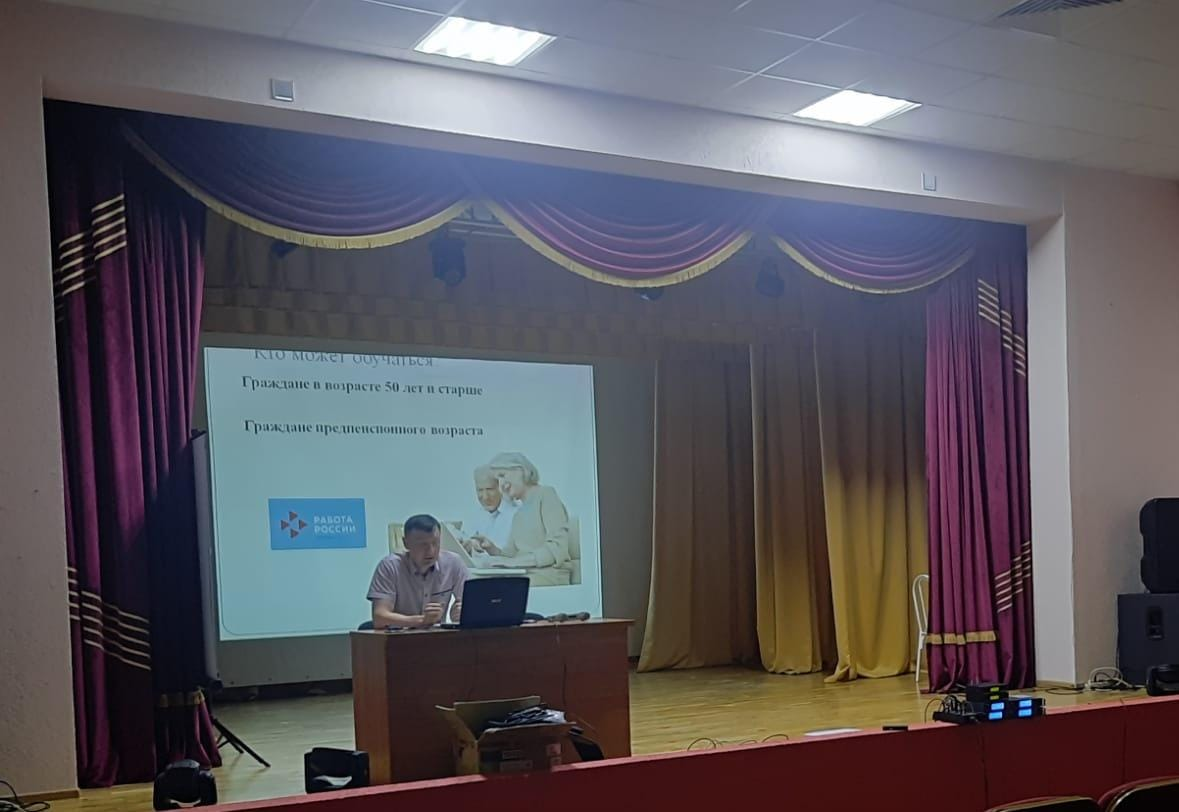 Кто может обучаться
Граждане в возрасте 50 лет и старше
Граждане предпенсионного возраста
РАБОТА
РОССИИ